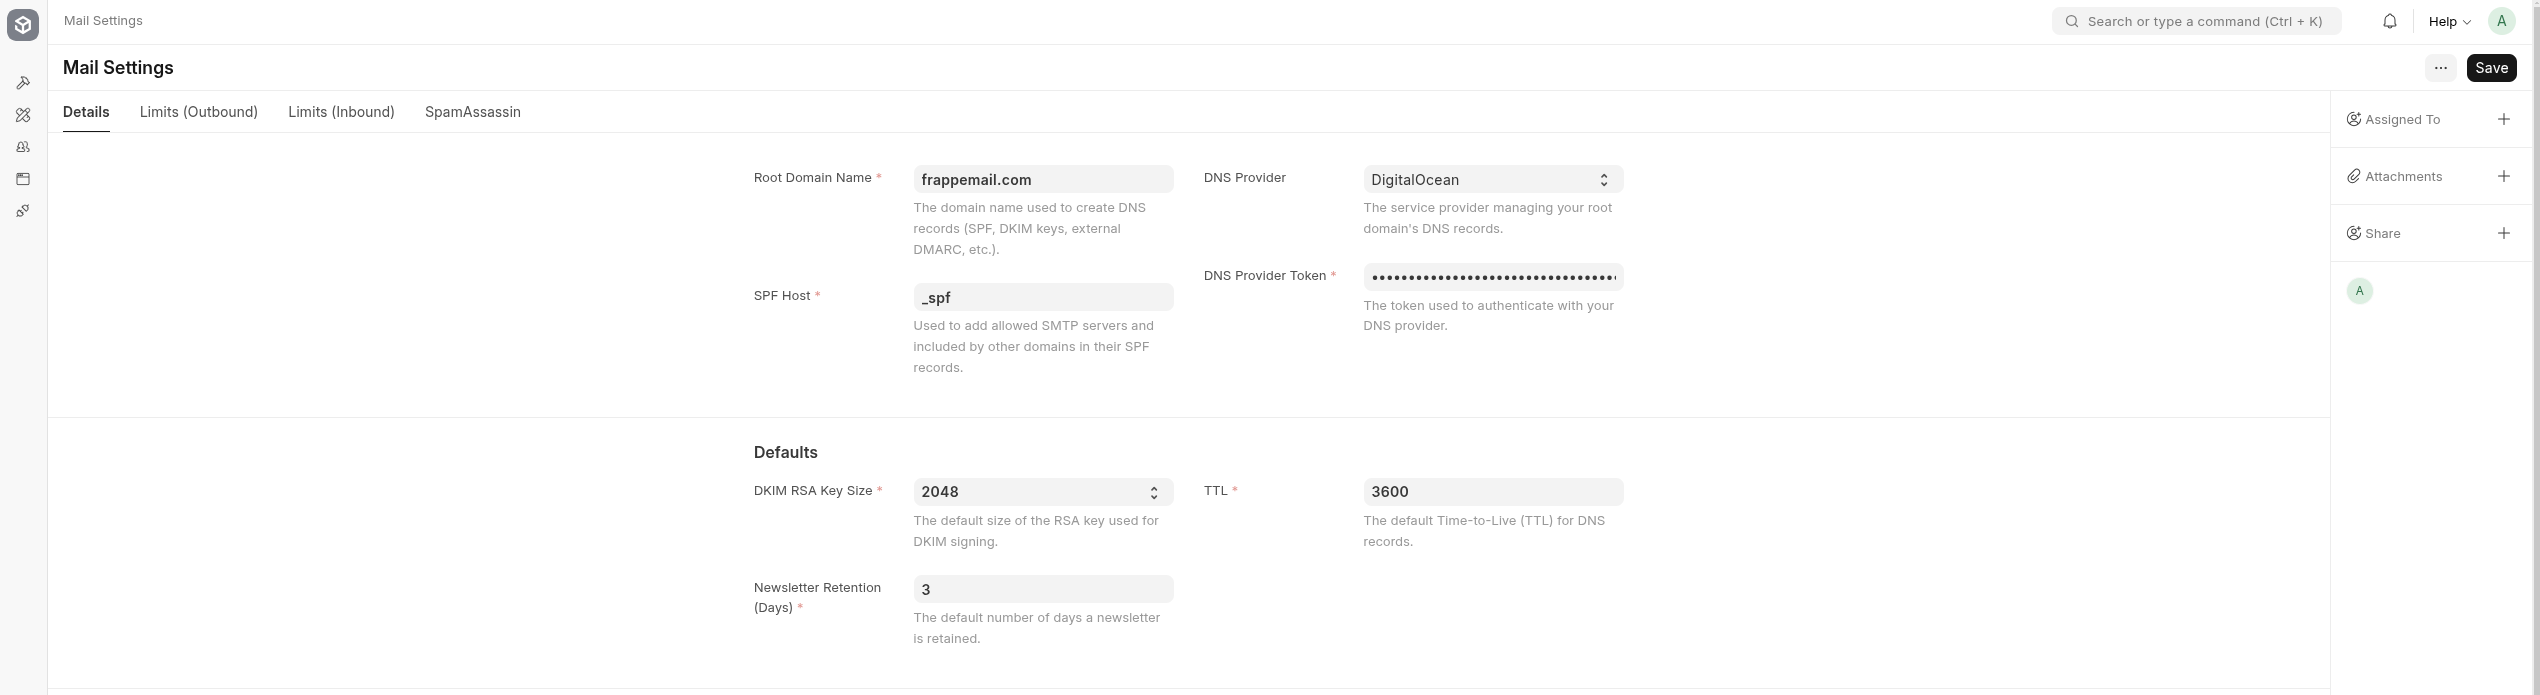 Mail Settings
Search or type a command (Ctrl + K)
Help
A
Mail Settings
···
Save
Details
Limits (Outbound)
Limits (Inbound)
SpamAssassin
Assigned To
Attachments
Share
A
Root Domain Name *
frappemail.com
The domain name used to create DNS
records (SPF, DKIM keys, external
DMARC, etc.).
SPF Host *
_spf
Used to add allowed SMTP servers and
included by other domains in their SPF
records.
DNS Provider
DigitalOcean
The service provider managing your root
domain's DNS records.
DNS Provider Token *
The token used to authenticate with your
DNS provider.
Defaults
DKIM RSA Key Size *
2048
The default size of the RSA key used for
DKIM signing.
Newsletter Retention
(Days) *
3
The default number of days a newsletter
is retained.
TTL *
3600
The default Time-to-Live (TTL) for DNS
records.